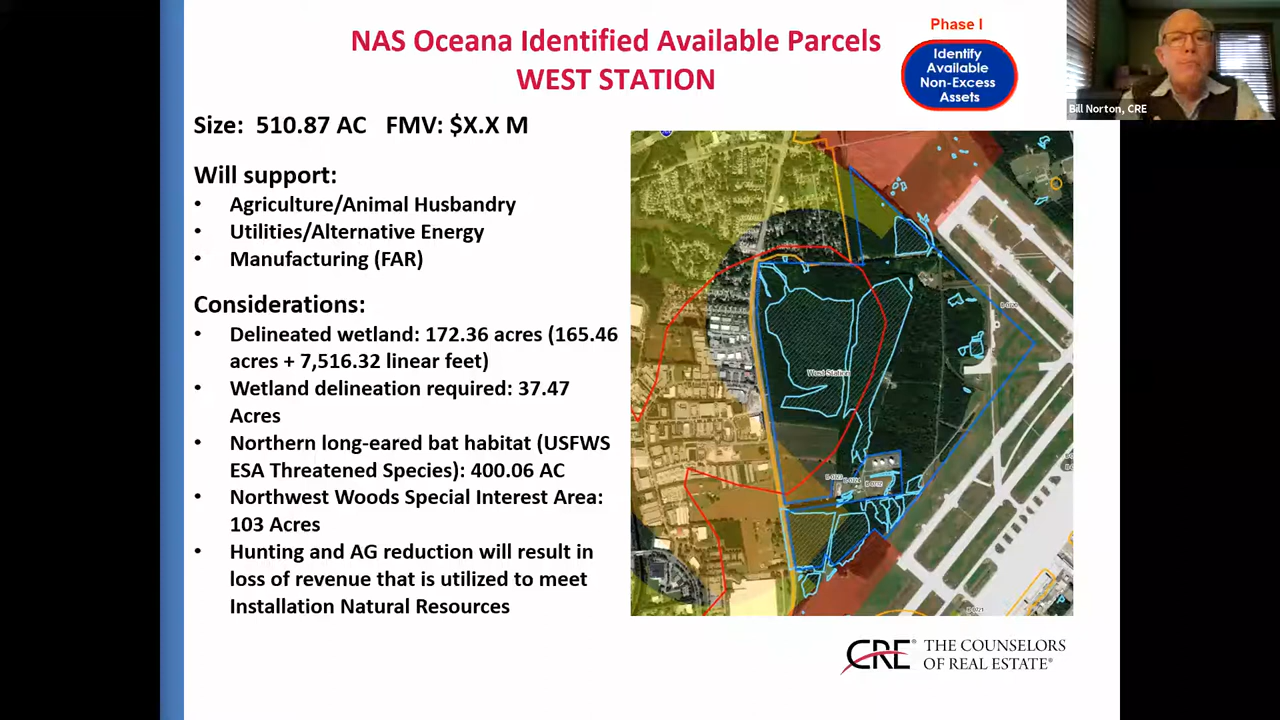 NAS Oceana Identified Available Parcels
WEST STATION
Phase I
Identify
Available
Non-Excess
Assets
Bill Norton, CRE
Size: 510.87 AC FMV: $X.X M
Will support:
• Agriculture/Animal Husbandry
• Utilities/Alternative Energy
• Manufacturing (FAR)
Considerations:
• Delineated wetland: 172.36 acres (165.46
acres + 7,516.32 linear feet)
• Wetland delineation required: 37.47
Acres
• Northern long-eared bat habitat (USFWS
ESA Threatened Species): 400.06 AC
• Northwest Woods Special Interest Area:
103 Acres
• Hunting and AG reduction will result in
loss of revenue that is utilized to meet
Installation Natural Resources
West Station
CRE® THE COUNSELORS
OF REAL ESTATE®